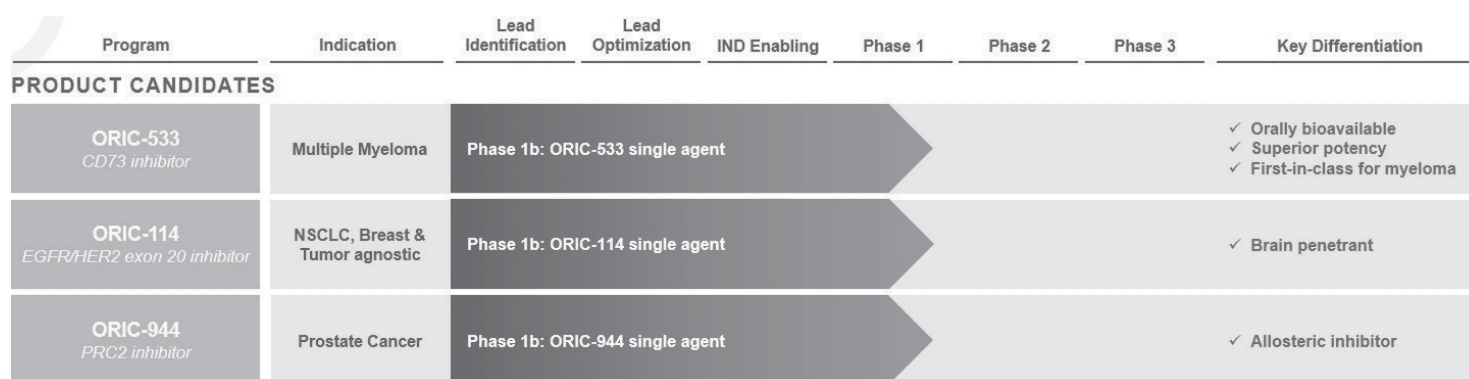 Program
Indication
Lead
Identification
Lead
Optimization
IND Enabling
Phase 1
Phase 2
Phase 3
Key Differentiation
PRODUCT CANDIDATES
ORIC-533
CD73 inhibitor
Multiple Myeloma
Phase 1b: ORIC-533 single agent
✓ Orally bioavailable
✓ Superior potency
✓ First-in-class for myeloma
ORIC-114
EGFR/HER2 exon 20 inhibitor
NSCLC, Breast &
Tumor agnostic
Phase 1b: ORIC-114 single agent
✓ Brain penetrant
ORIC-944
PRC2 inhibitor
Prostate Cancer
Phase 1b: ORIC-944 single agent
✓ Allosteric inhibitor